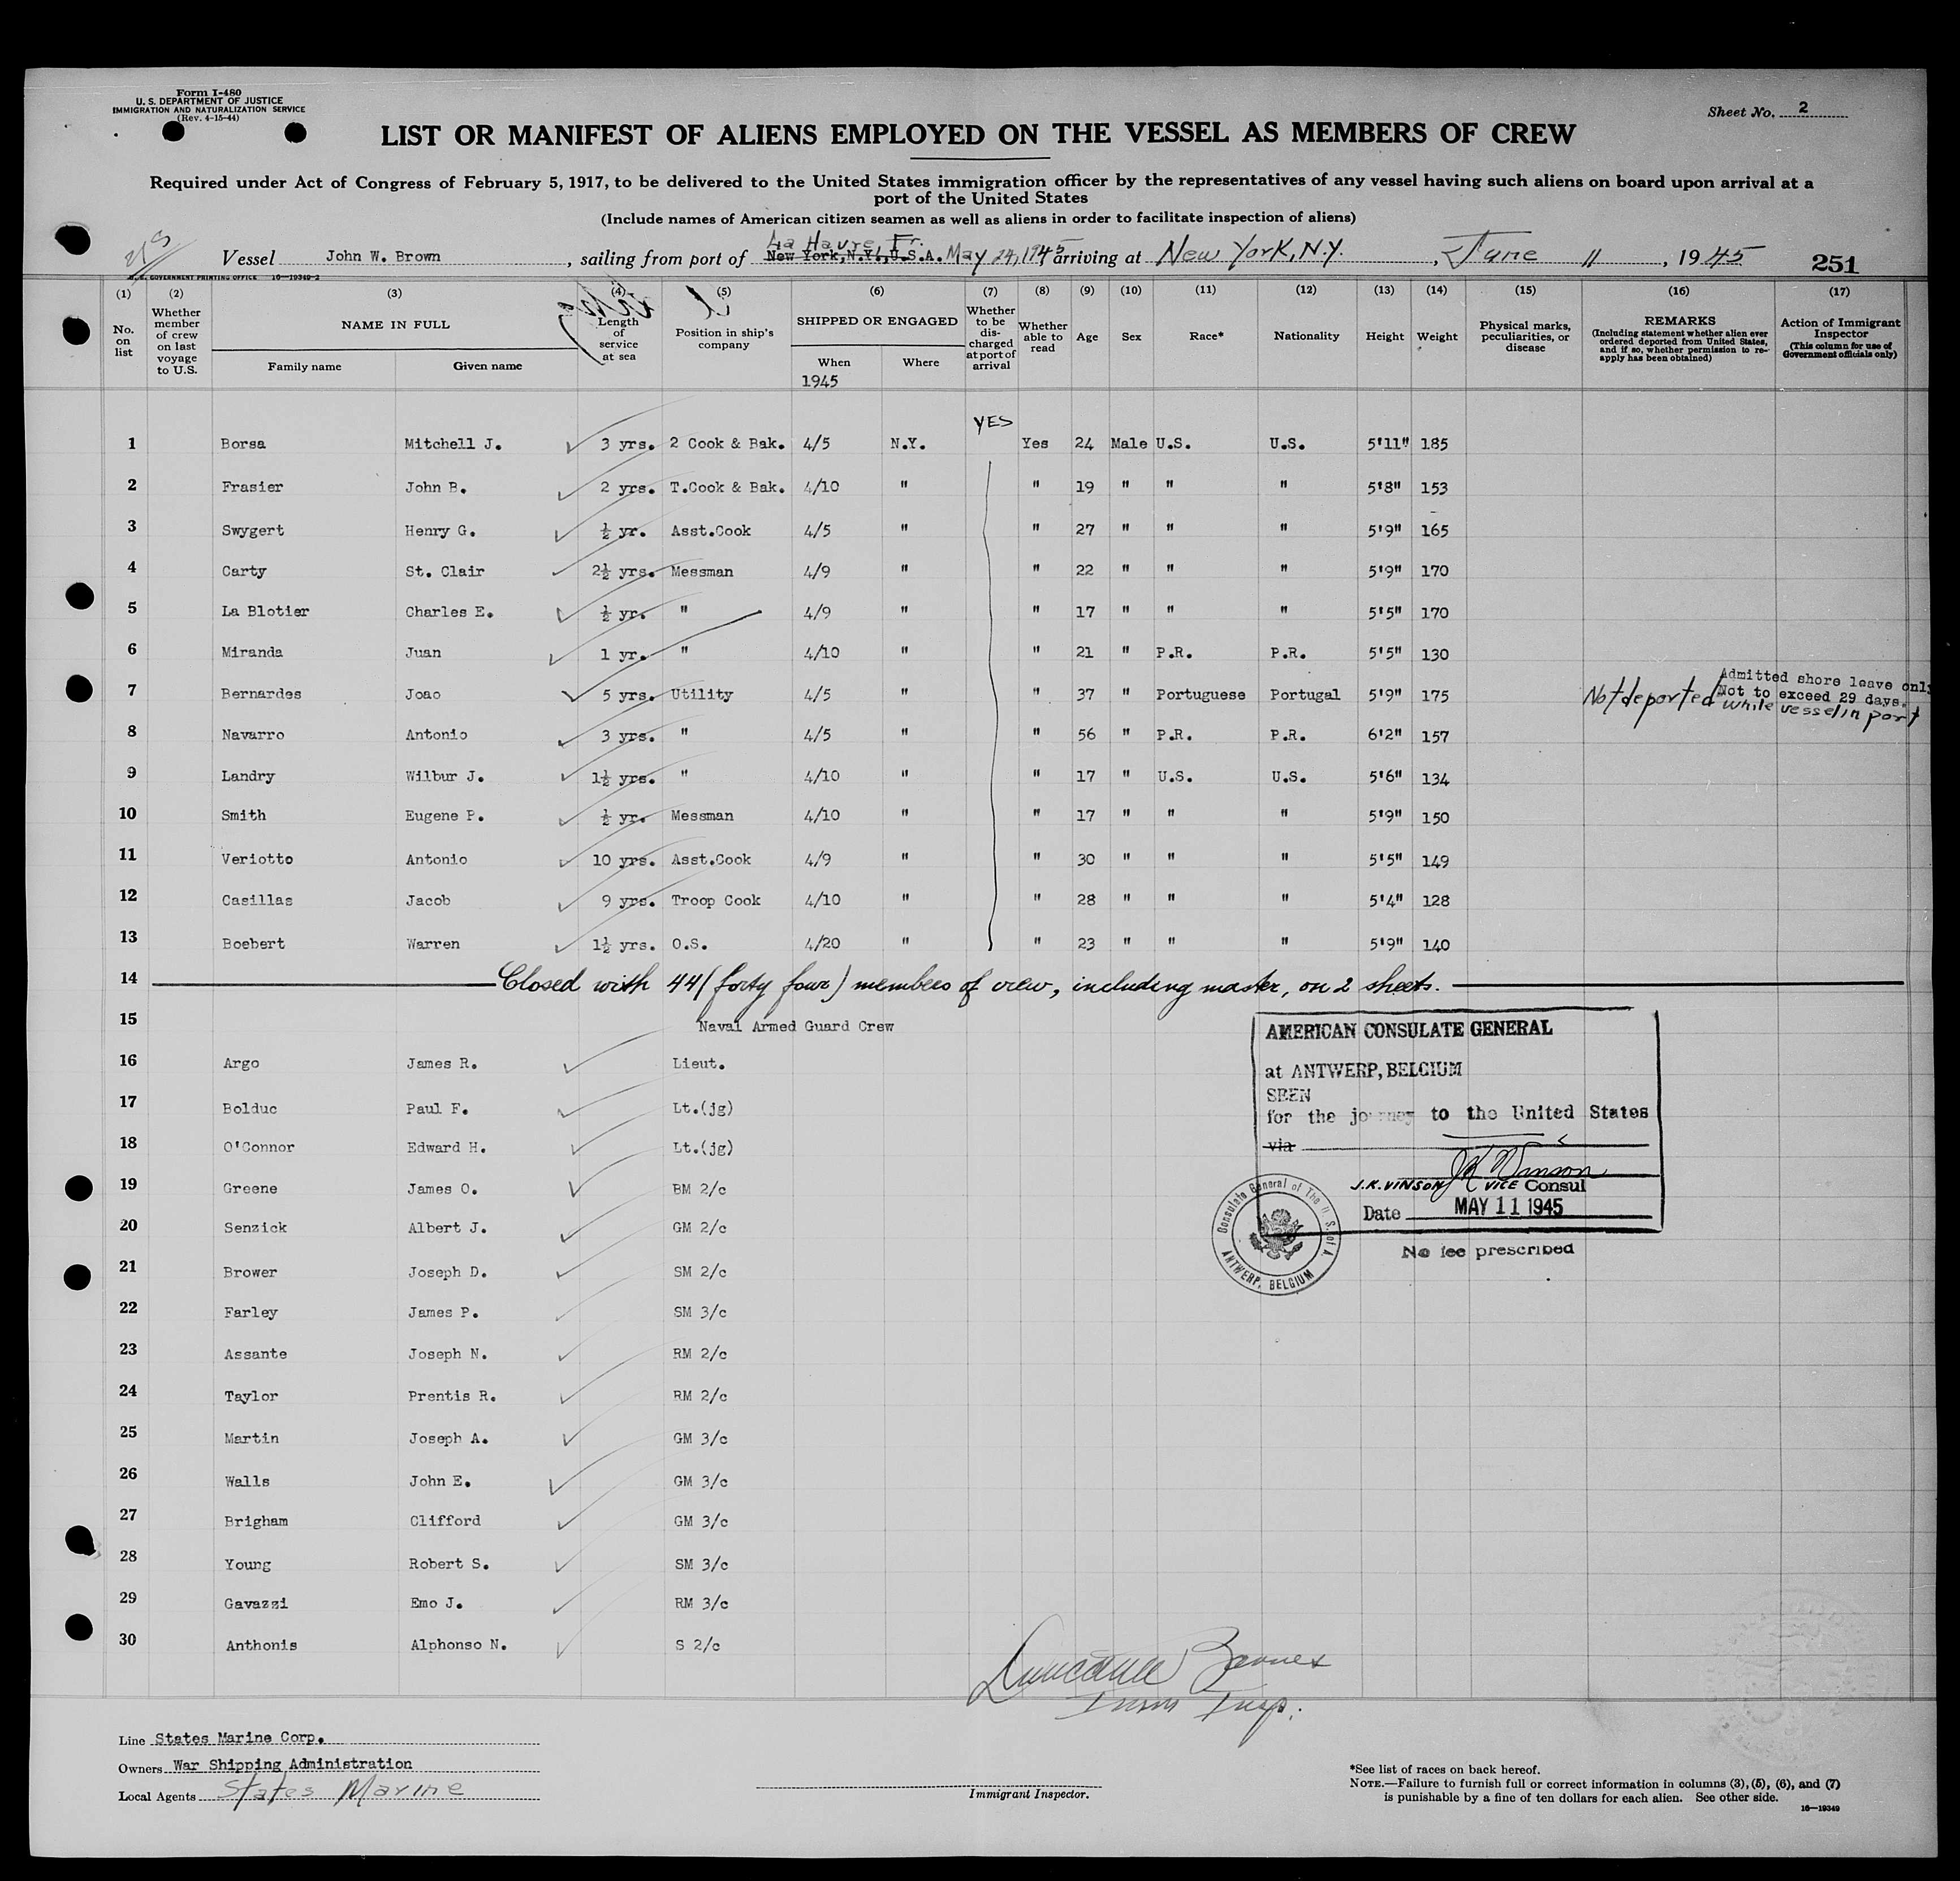 Form I-480
U. S. DEPARTMENT OF JUSTICE
IMMIGRATION AND NATURALIZATION SERVICE
(Rev. 4-15-44)
Sheet No. 2
LIST OR MANIFEST OF ALIENS EMPLOYED ON THE VESSEL AS MEMBERS OF CREW
Required under Act of Congress of February 5, 1917, to be delivered to the United States immigration officer by the representatives of any vessel having such aliens on board upon arrival at a
port of the United States
(Include names of American citizen seamen as well as aliens in order to facilitate inspection of aliens)
La Havre Fr.
Vessel John W. Brown, sailing from port of New York, N.Y., U.S.A. May 24, 1945 arriving at New York, N.Y., June 11, 1945
U. S. GOVERNMENT PRINTING OFFICE 16-19349-2
251
(1) No. on list
(2) Whether member of crew on last voyage to U.S.
(3) NAME IN FULL Family name Given name
(4) Length of service at sea
(5) Position in ship's company
(6) SHIPPED OR ENGAGED When 1945 Where
(7) Whether to be discharged at port of arrival
(8) Whether able to read
(9) Age
(10) Sex
(11) Race*
(12) Nationality
(13) Height
(14) Weight
(15) Physical marks, peculiarities, or disease
(16) REMARKS (Including statement whether alien ever ordered deported from United States, and if so, whether permission to re-apply has been obtained)
(17) Action of Immigrant Inspector (This column for use of Government officials only)
YES
1 Borsa Mitchell J. 3 yrs. 2 Cook & Bak. 4/5 N.Y. Yes 24 Male U.S. U.S. 5'11" 185
2 Frasier John B. 2 yrs. T.Cook & Bak. 4/10 " " 19 " " " 5'8" 153
3 Swygert Henry G. ½ yr. Asst.Cook 4/5 " " 27 " " " 5'9" 165
4 Carty St. Clair 2½ yrs. Messman 4/9 " " 22 " " " 5'9" 170
5 La Blotier Charles E. ½ yr. " 4/9 " " 17 " " " 5'5" 170
6 Miranda Juan 1 yr. " 4/10 " " 21 " P.R. P.R. 5'5" 130
7 Bernardes Joao 5 yrs. Utility 4/5 " " 37 " Portuguese Portugal 5'9" 175 Not deported Admitted shore leave only Not to exceed 29 days. while vessel in port
8 Navarro Antonio 3 yrs. " 4/5 " " 56 " P.R. P.R. 6'2" 157
9 Landry Wilbur J. 1½ yrs. " 4/10 " " 17 " U.S. U.S. 5'6" 134
10 Smith Eugene P. ½ yr. Messman 4/10 " " 17 " " " 5'9" 150
11 Veriotto Antonio 10 yrs. Asst.Cook 4/9 " " 30 " " " 5'5" 149
12 Casillas Jacob 9 yrs. Troop Cook 4/10 " " 28 " " " 5'4" 128
13 Boebert Warren 1½ yrs. O.S. 4/20 " " 23 " " " 5'9" 140
14 Closed with 44 (forty four) members of crew, including master, on 2 sheets.
15 Naval Armed Guard Crew
16 Argo James R. Lieut.
17 Bolduc Paul F. Lt.(jg)
18 O'Connor Edward H. Lt.(jg)
19 Greene James O. BM 2/c
20 Senzick Albert J. GM 2/c
21 Brower Joseph D. SM 2/c
22 Farley James P. SM 3/c
23 Assante Joseph N. RM 2/c
24 Taylor Prentis R. RM 2/c
25 Martin Joseph A. GM 3/c
26 Walls John E. GM 3/c
27 Brigham Clifford GM 3/c
28 Young Robert S. SM 3/c
29 Gavazzi Emo J. RM 3/c
30 Anthonis Alphonso N. S 2/c
AMERICAN CONSULATE GENERAL
at ANTWERP, BELGIUM
SEEN
for the journey to the United States
via
J.K. VINSON VICE Consul
Date MAY 11 1945
No fee prescribed
Consulate General of The U. S. of A.
ANTWERP, BELGIUM
Line States Marine Corp.
Owners War Shipping Administration
Local Agents States Marine
Immigrant Inspector.
*See list of races on back hereof.
NOTE.—Failure to furnish full or correct information in columns (3), (5), (6), and (7)
is punishable by a fine of ten dollars for each alien. See other side.
16-19349